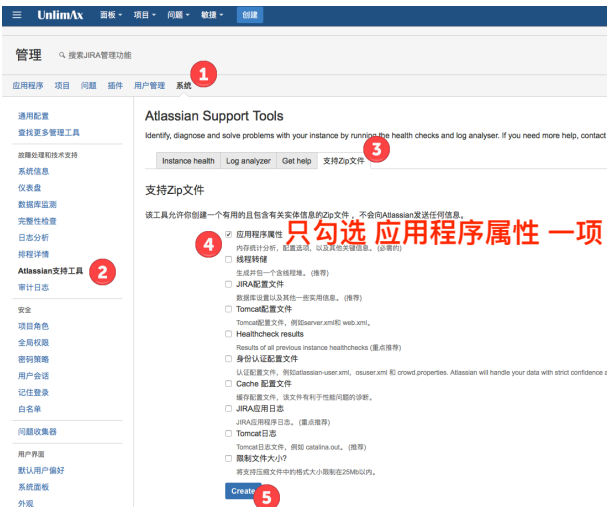 UnlimAx 面板 项目 问题 敏捷 创建
管理 搜索JIRA管理功能
应用程序 项目 问题 插件 用户管理 系统
1
通用配置
查找更多管理工具
故障处理和技术支持
系统信息
仪表盘
数据库监测
完整性检查
日志分析
排程详情
Atlassian支持工具
2
审计日志
安全
项目角色
全局权限
密码策略
用户会话
记住登录
白名单
问题收集器
用户界面
默认用户偏好
系统面板
外观
Atlassian Support Tools
Identify, diagnose and solve problems with your instance by running the health checks and log analyser. If you need more help, contact
3
Instance health Log analyzer Get help 支持Zip文件
支持Zip文件
该工具允许你创建一个有用的且包含有关实体信息的Zip文件 。不会向Atlassian发送任何信息。
4
应用程序属性
只勾选 应用程序属性 一项
内存统计分析，配置选项，以及其他关键信息。 (必需的)
线程转储
生成并包一个含线程堆。 (推荐)
JIRA配置文件
数据库设置以及其他一些实用信息。 (推荐)
Tomcat配置文件
Tomcat配置文件，例如server.xml和 web.xml。
Healthcheck results
Results of all previous instance healthchecks (重点推荐)
身份认证配置文件
认证配置文件，例如atlassian-user.xml，osuser.xml 和 crowd.properties. Atlassian will handle your data with strict confidence a
Cache 配置文件
缓存配置文件，该文件有利于性能问题的诊断。
JIRA应用日志
JIRA应用程序日志。 (重点推荐)
Tomcat日志
Tomcat日志文件，例如 catalina.out。 (推荐)
限制文件大小?
将支持压缩文件中的格式大小限制在25Mb以内。
Create
5